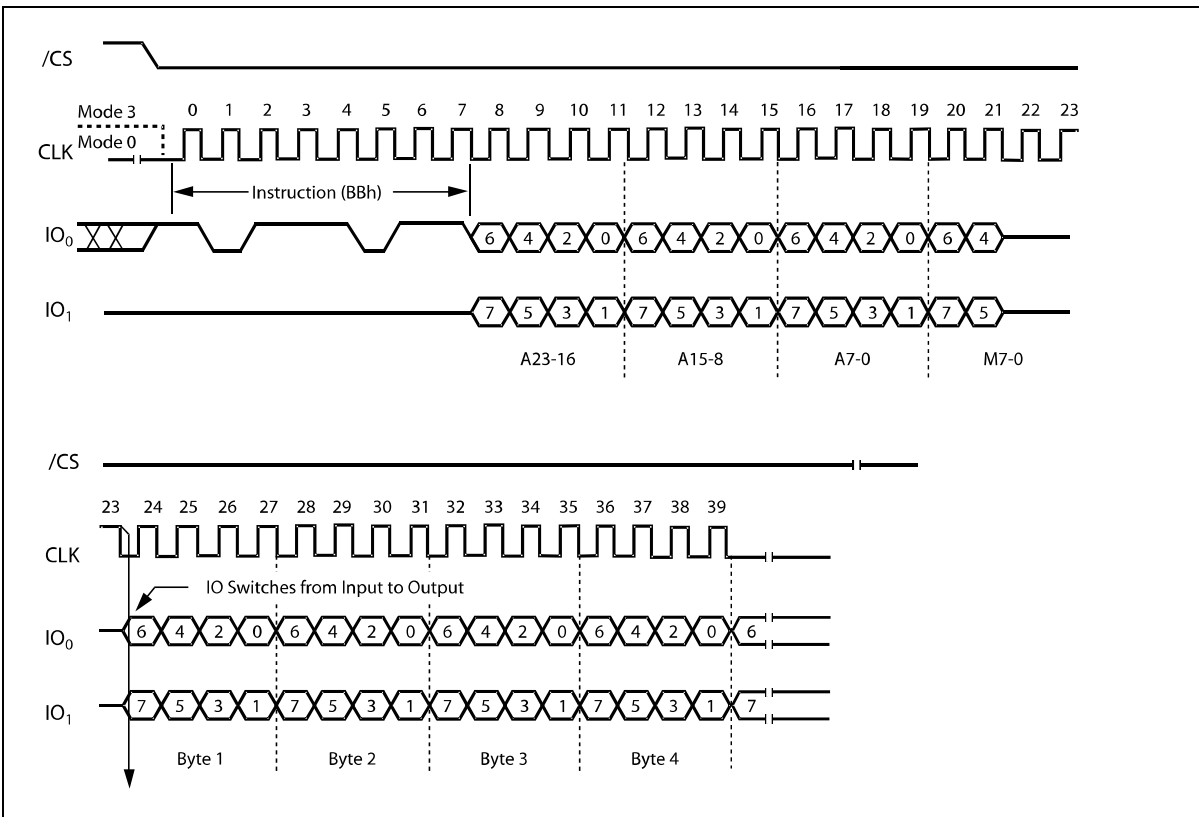 /CS
0 1 2 3 4 5 6 7 8 9 10 11 12 13 14 15 16 17 18 19 20 21 22 23
Mode 3
Mode 0
CLK
Instruction (BBh)
IO0 6 4 2 0 6 4 2 0 6 4 2 0 6 4
IO1 7 5 3 1 7 5 3 1 7 5 3 1 7 5
A23-16 A15-8 A7-0 M7-0
/CS
23 24 25 26 27 28 29 30 31 32 33 34 35 36 37 38 39
CLK
IO Switches from Input to Output
IO0 6 4 2 0 6 4 2 0 6 4 2 0 6 4 2 0 6
IO1 7 5 3 1 7 5 3 1 7 5 3 1 7 5 3 1 7
Byte 1 Byte 2 Byte 3 Byte 4